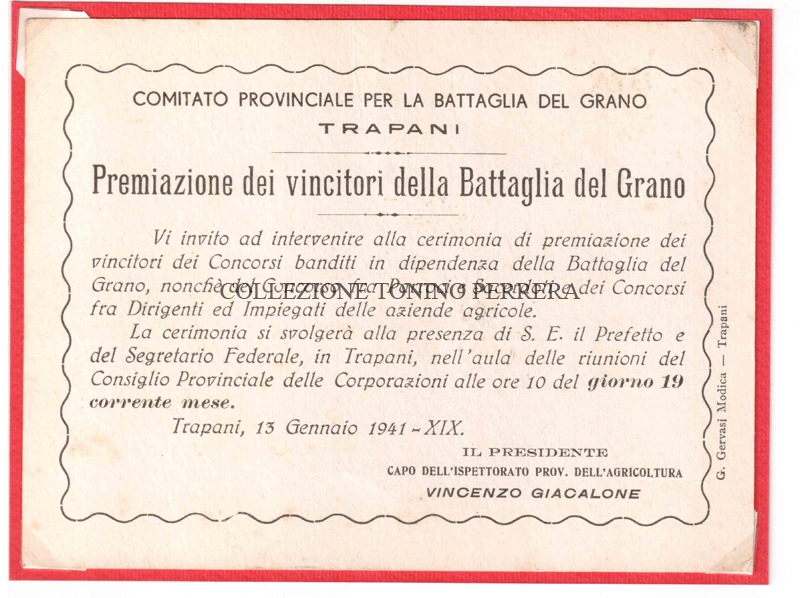 COMITATO PROVINCIALE PER LA BATTAGLIA DEL GRANO
TRAPANI
Premiazione dei vincitori della Battaglia del Grano
Vi invito ad intervenire alla cerimonia di premiazione dei
vincitori dei Concorsi banditi in dipendenza della Battaglia del
Grano, nonchè del Concorso fra Parroci e Sacerdoti e dei Concorsi
COLLEZIONE TONINO PERRERA
fra Dirigenti ed Impiegati delle aziende agricole.
La cerimonia si svolgerà alla presenza di S. E. il Prefetto e
del Segretario Federale, in Trapani, nell'aula delle riunioni del
Consiglio Provinciale delle Corporazioni alle ore 10 del giorno 19
corrente mese.
Trapani, 13 Gennaio 1941 - XIX.
IL PRESIDENTE
CAPO DELL'ISPETTORATO PROV. DELL'AGRICOLTURA
VINCENZO GIACALONE
G. Gervasi Modica — Trapani